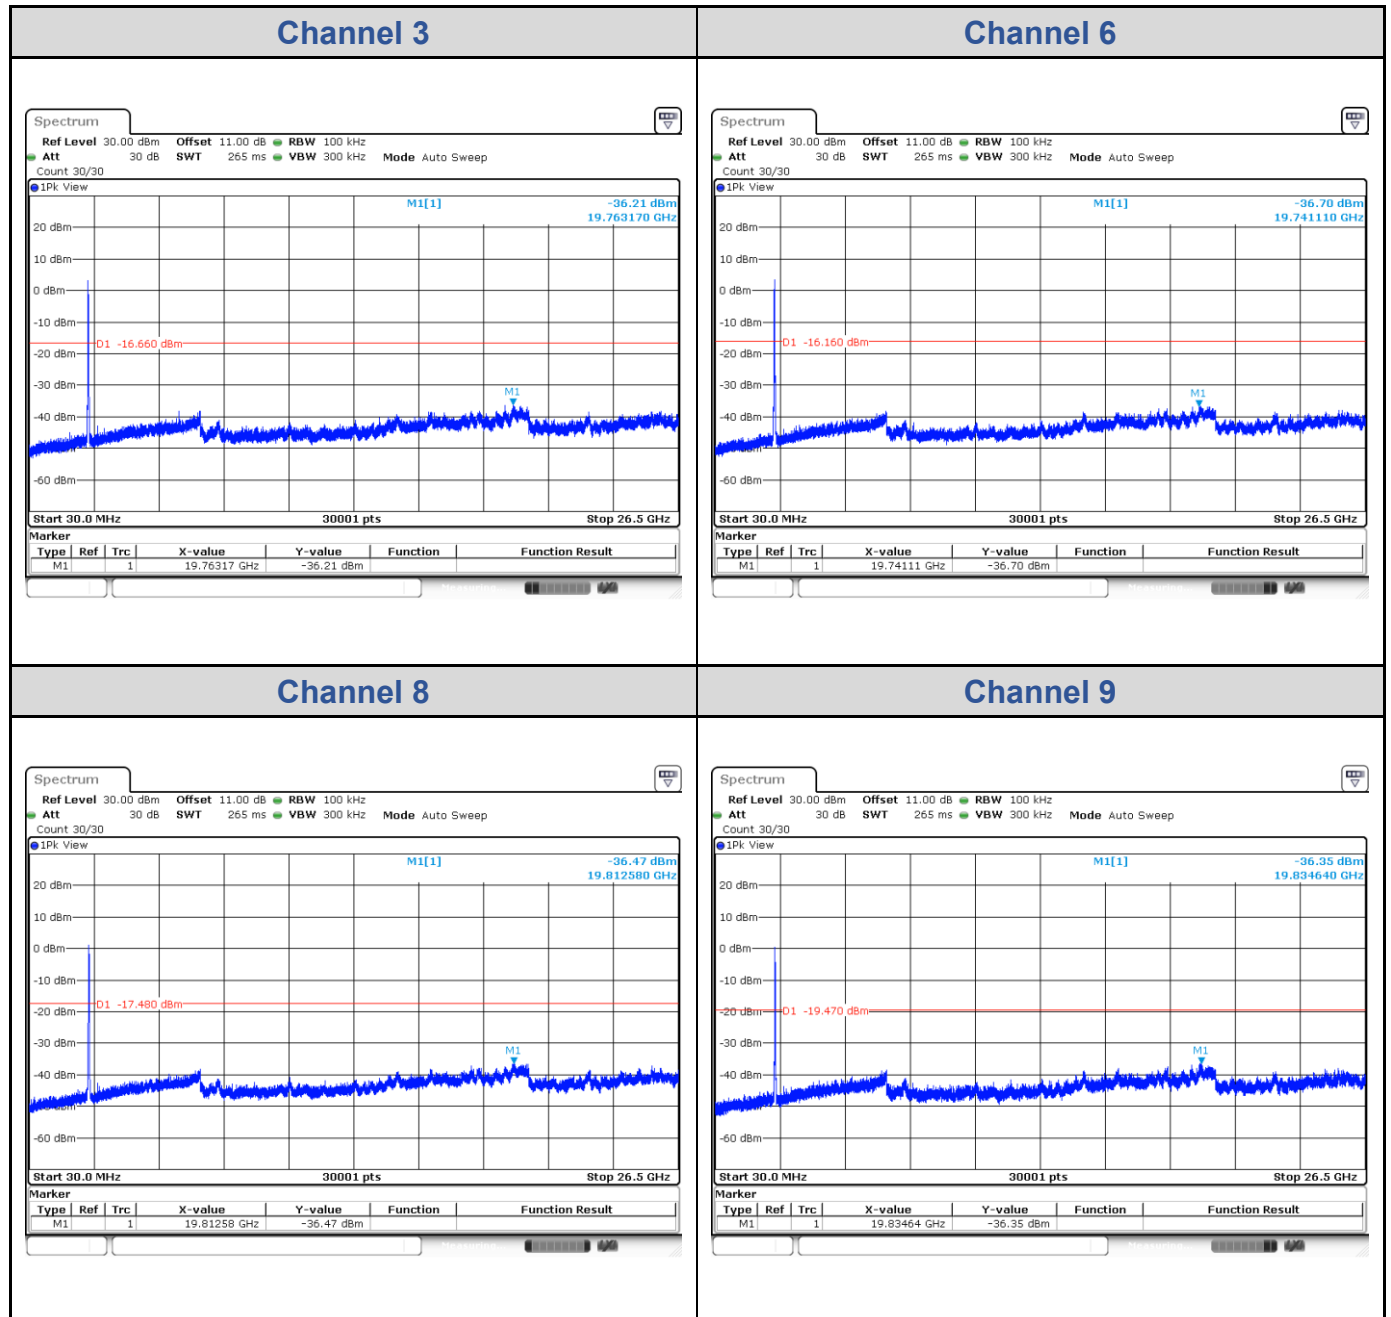 Channel 3
Spectrum
Ref Level 30.00 dBm Offset 11.00 dB RBW 100 kHz
Att 30 dB SWT 265 ms VBW 300 kHz Mode Auto Sweep
Count 30/30
1Pk View
M1[1] -36.21 dBm
19.763170 GHz
20 dBm
10 dBm
0 dBm
-10 dBm
D1 -16.660 dBm
-20 dBm
-30 dBm
M1
-40 dBm
-60 dBm
Start 30.0 MHz 30001 pts Stop 26.5 GHz
Marker
Type Ref Trc X-value Y-value Function Function Result
M1 1 19.76317 GHz -36.21 dBm
Channel 6
Spectrum
Ref Level 30.00 dBm Offset 11.00 dB RBW 100 kHz
Att 30 dB SWT 265 ms VBW 300 kHz Mode Auto Sweep
Count 30/30
1Pk View
M1[1] -36.70 dBm
19.741110 GHz
20 dBm
10 dBm
0 dBm
-10 dBm
D1 -16.160 dBm
-20 dBm
-30 dBm
M1
-40 dBm
-60 dBm
Start 30.0 MHz 30001 pts Stop 26.5 GHz
Marker
Type Ref Trc X-value Y-value Function Function Result
M1 1 19.74111 GHz -36.70 dBm
Channel 8
Spectrum
Ref Level 30.00 dBm Offset 11.00 dB RBW 100 kHz
Att 30 dB SWT 265 ms VBW 300 kHz Mode Auto Sweep
Count 30/30
1Pk View
M1[1] -36.47 dBm
19.812580 GHz
20 dBm
10 dBm
0 dBm
-10 dBm
D1 -17.480 dBm
-20 dBm
-30 dBm
M1
-40 dBm
-60 dBm
Start 30.0 MHz 30001 pts Stop 26.5 GHz
Marker
Type Ref Trc X-value Y-value Function Function Result
M1 1 19.81258 GHz -36.47 dBm
Channel 9
Spectrum
Ref Level 30.00 dBm Offset 11.00 dB RBW 100 kHz
Att 30 dB SWT 265 ms VBW 300 kHz Mode Auto Sweep
Count 30/30
1Pk View
M1[1] -36.35 dBm
19.834640 GHz
20 dBm
10 dBm
0 dBm
-10 dBm
-20 dBm
D1 -19.470 dBm
-30 dBm
M1
-40 dBm
-60 dBm
Start 30.0 MHz 30001 pts Stop 26.5 GHz
Marker
Type Ref Trc X-value Y-value Function Function Result
M1 1 19.83464 GHz -36.35 dBm